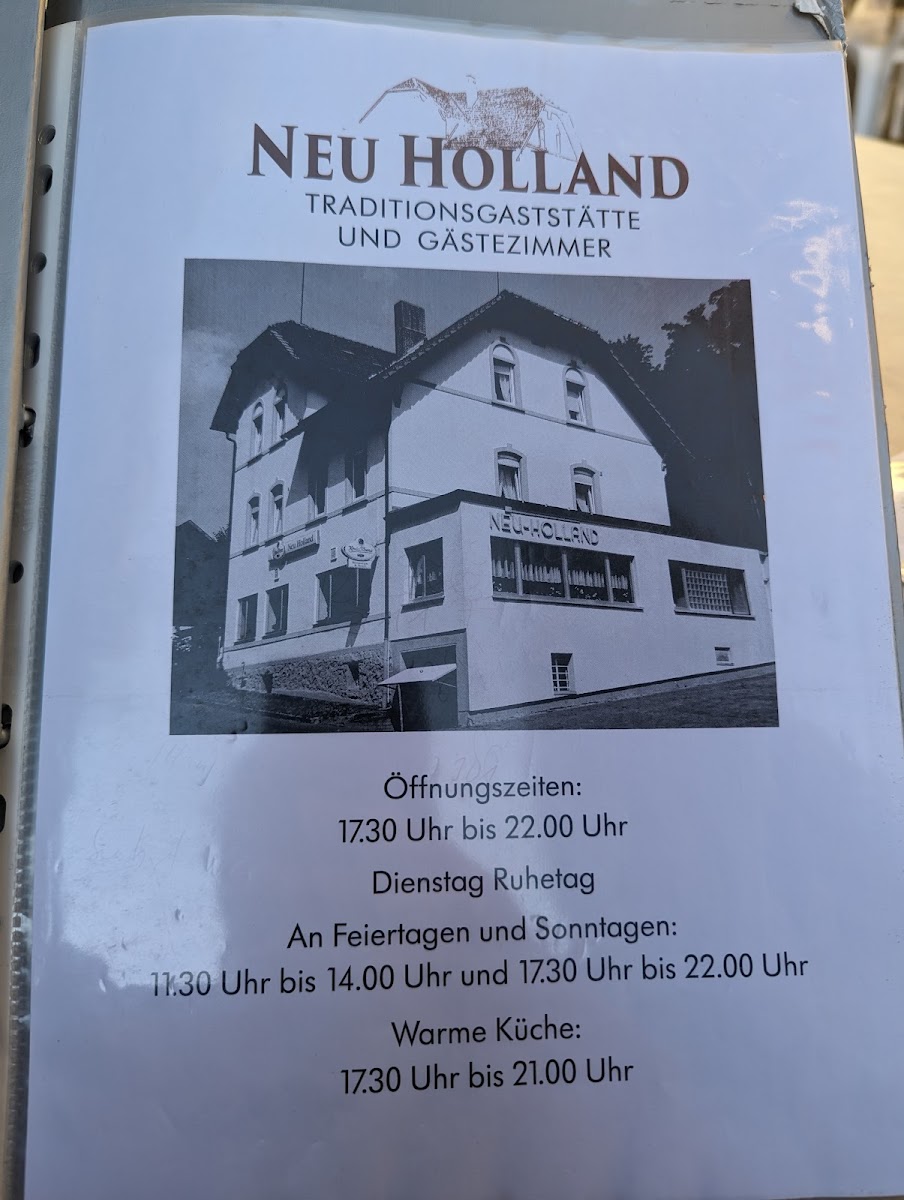 NEU HOLLAND
TRADITIONSGASTSTÄTTE
UND GÄSTEZIMMER
Neu Holland
NEU-HOLLAND
Öffnungszeiten:
17.30 Uhr bis 22.00 Uhr
Dienstag Ruhetag
An Feiertagen und Sonntagen:
11.30 Uhr bis 14.00 Uhr und 17.30 Uhr bis 22.00 Uhr
Warme Küche:
17.30 Uhr bis 21.00 Uhr